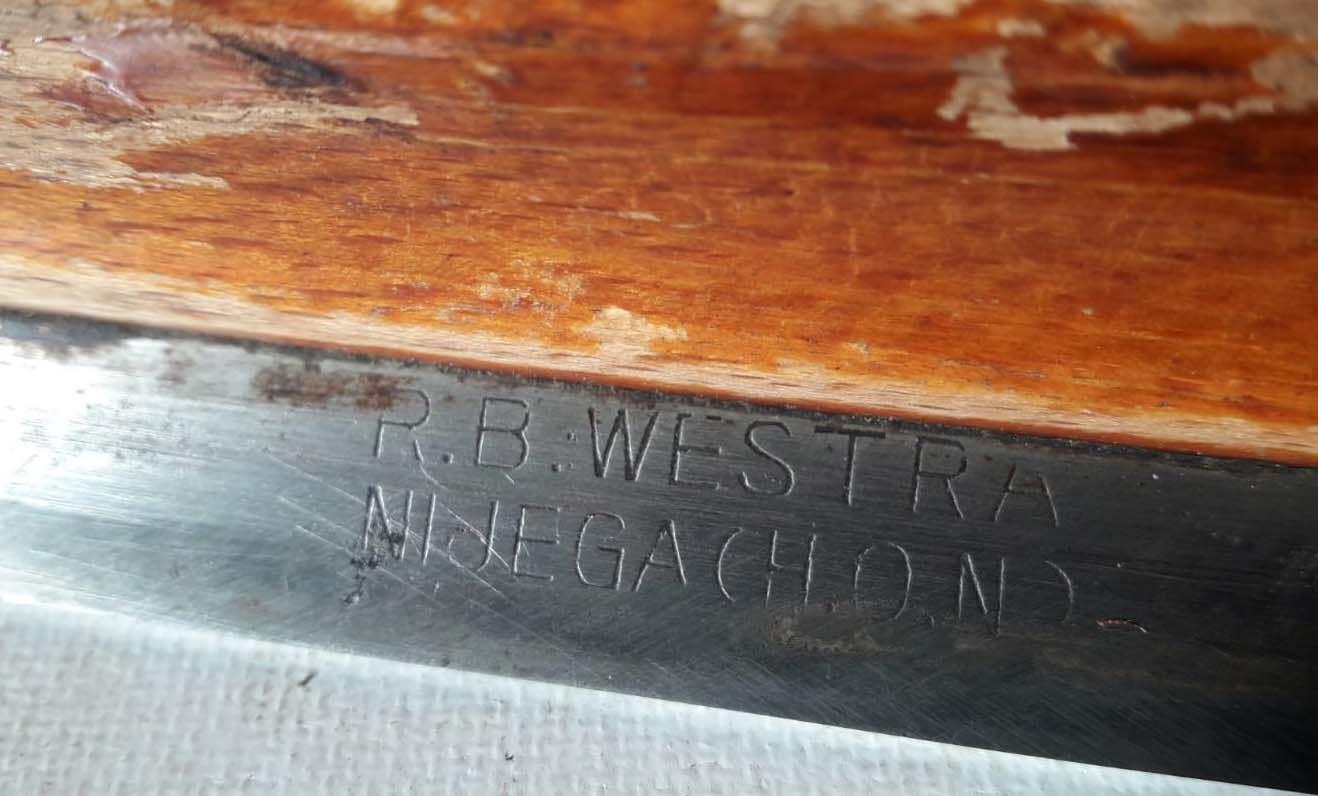 R.B. WESTRA
NIJEGA (H.O.N)